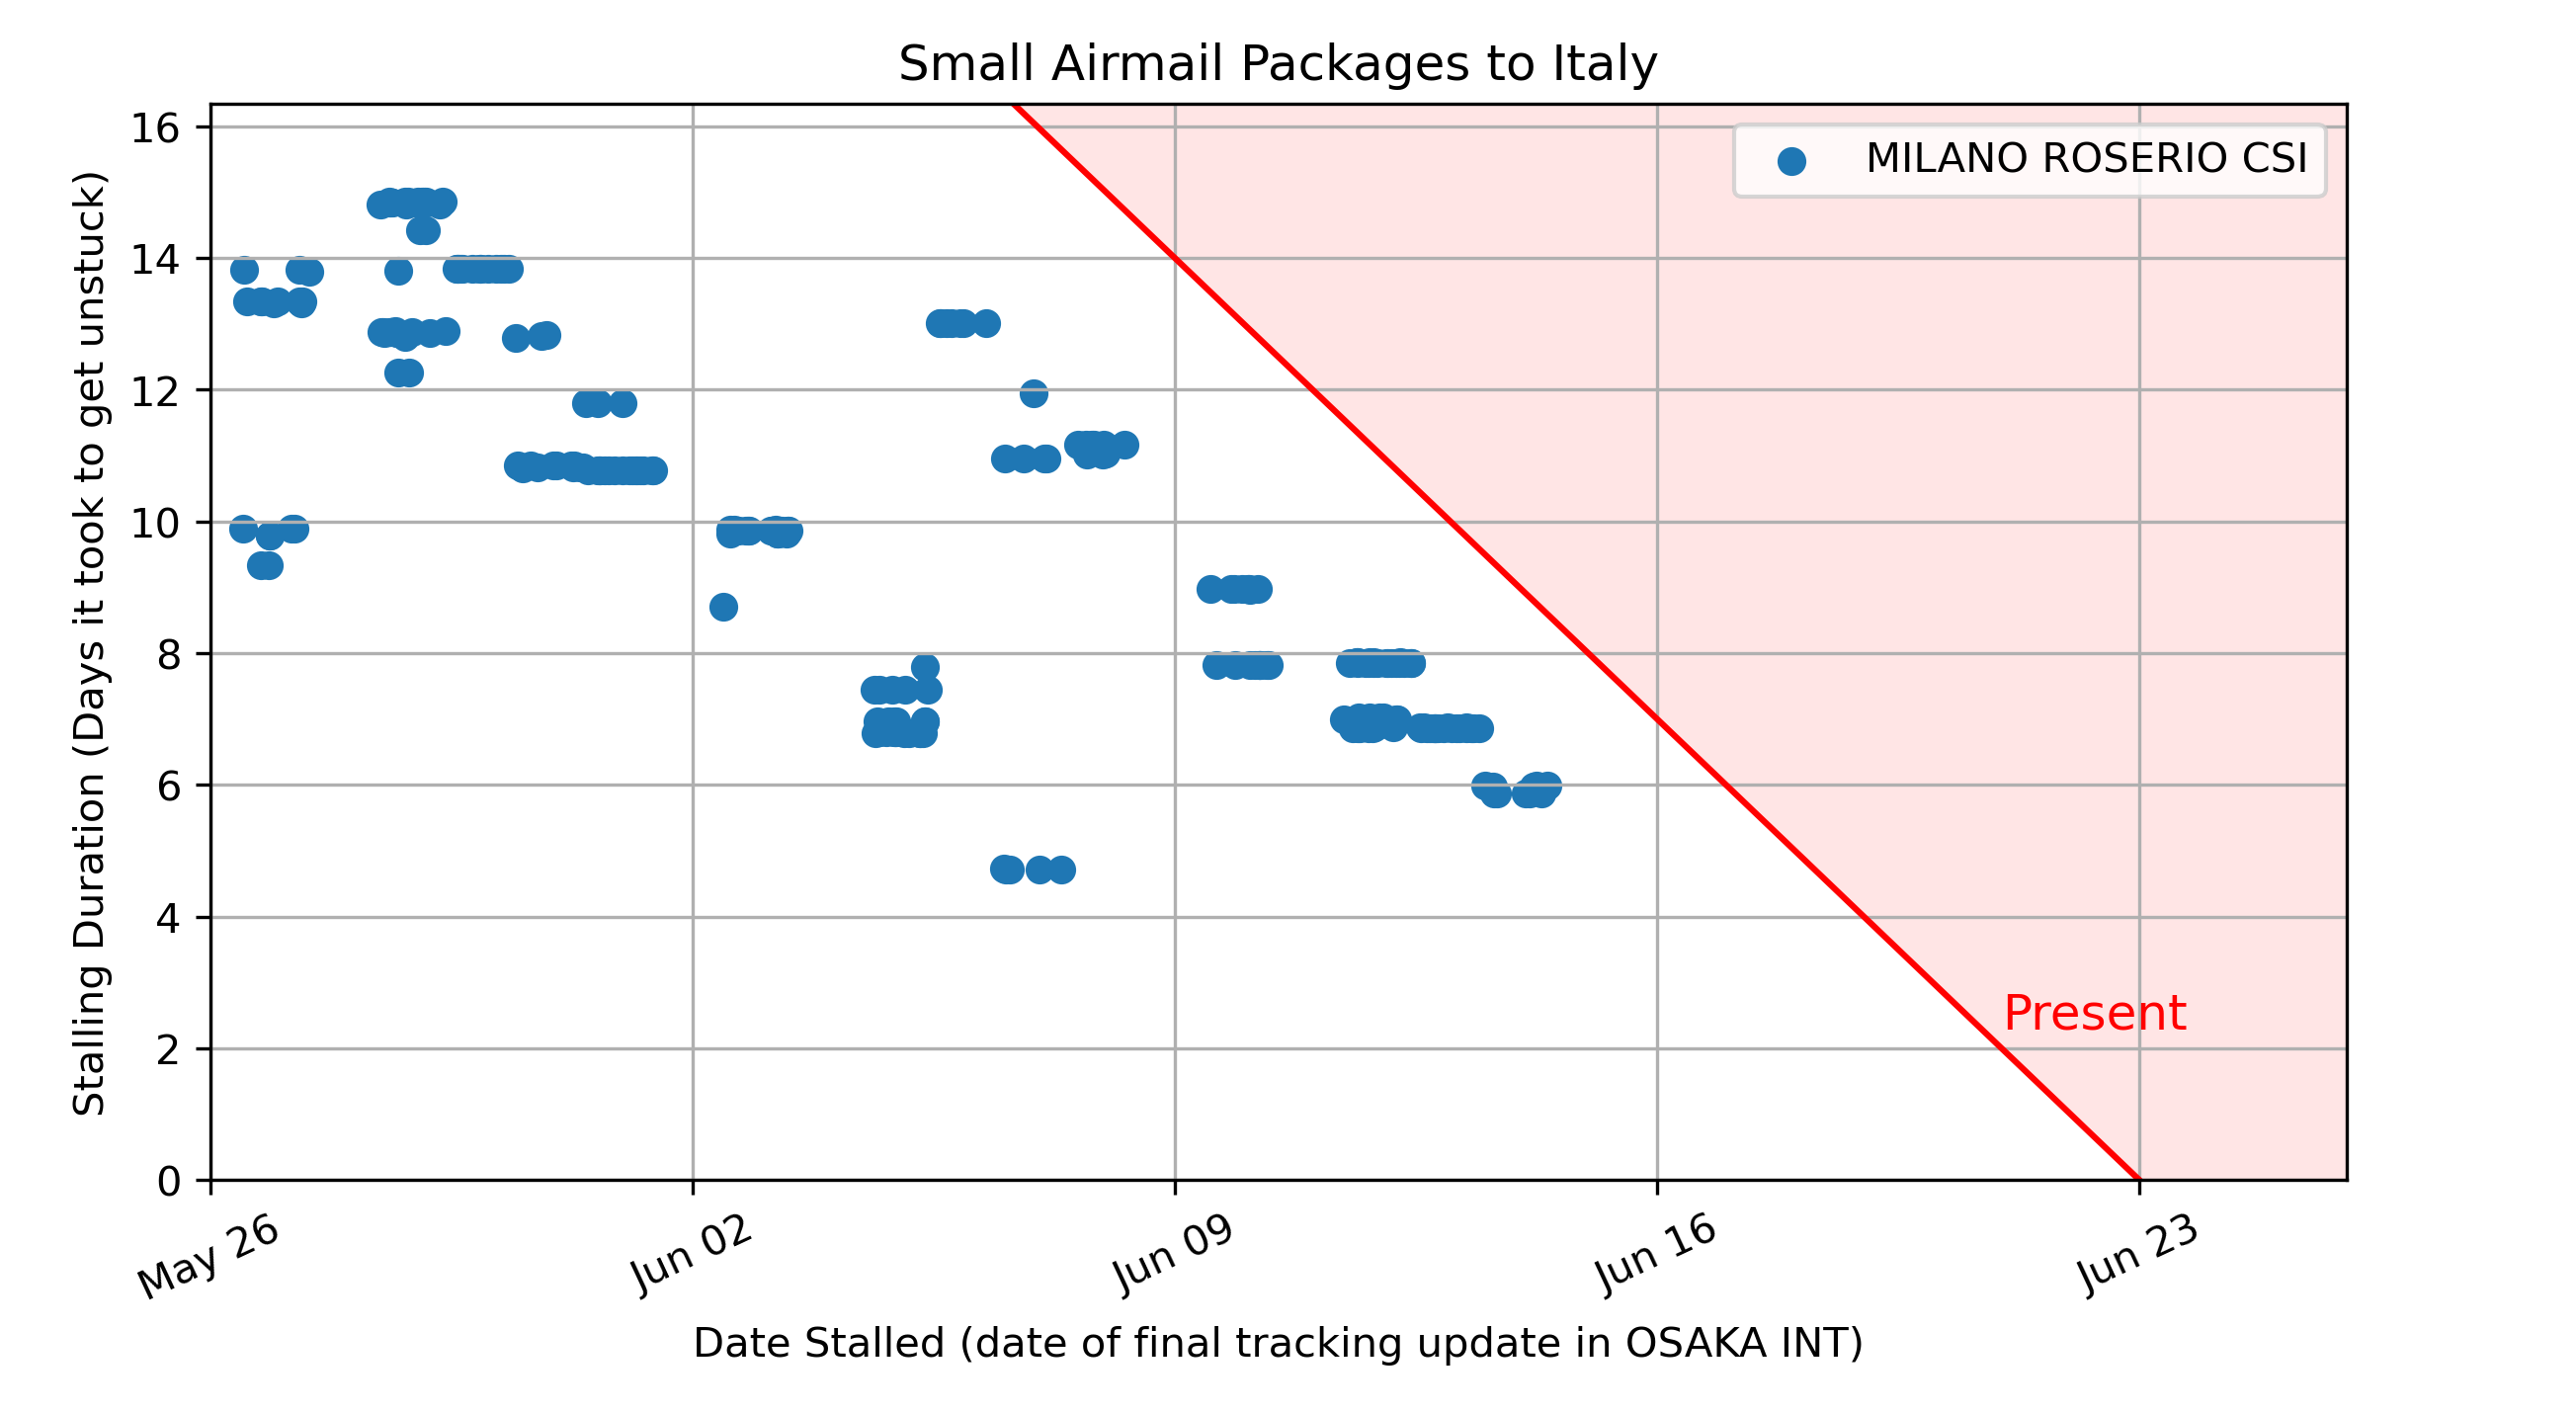 Small Airmail Packages to Italy
MILANO ROSERIO CSI
Stalling Duration (Days it took to get unstuck)
16
14
12
10
8
6
4
2
0
Present
May 26
Jun 02
Jun 09
Jun 16
Jun 23
Date Stalled (date of final tracking update in OSAKA INT)